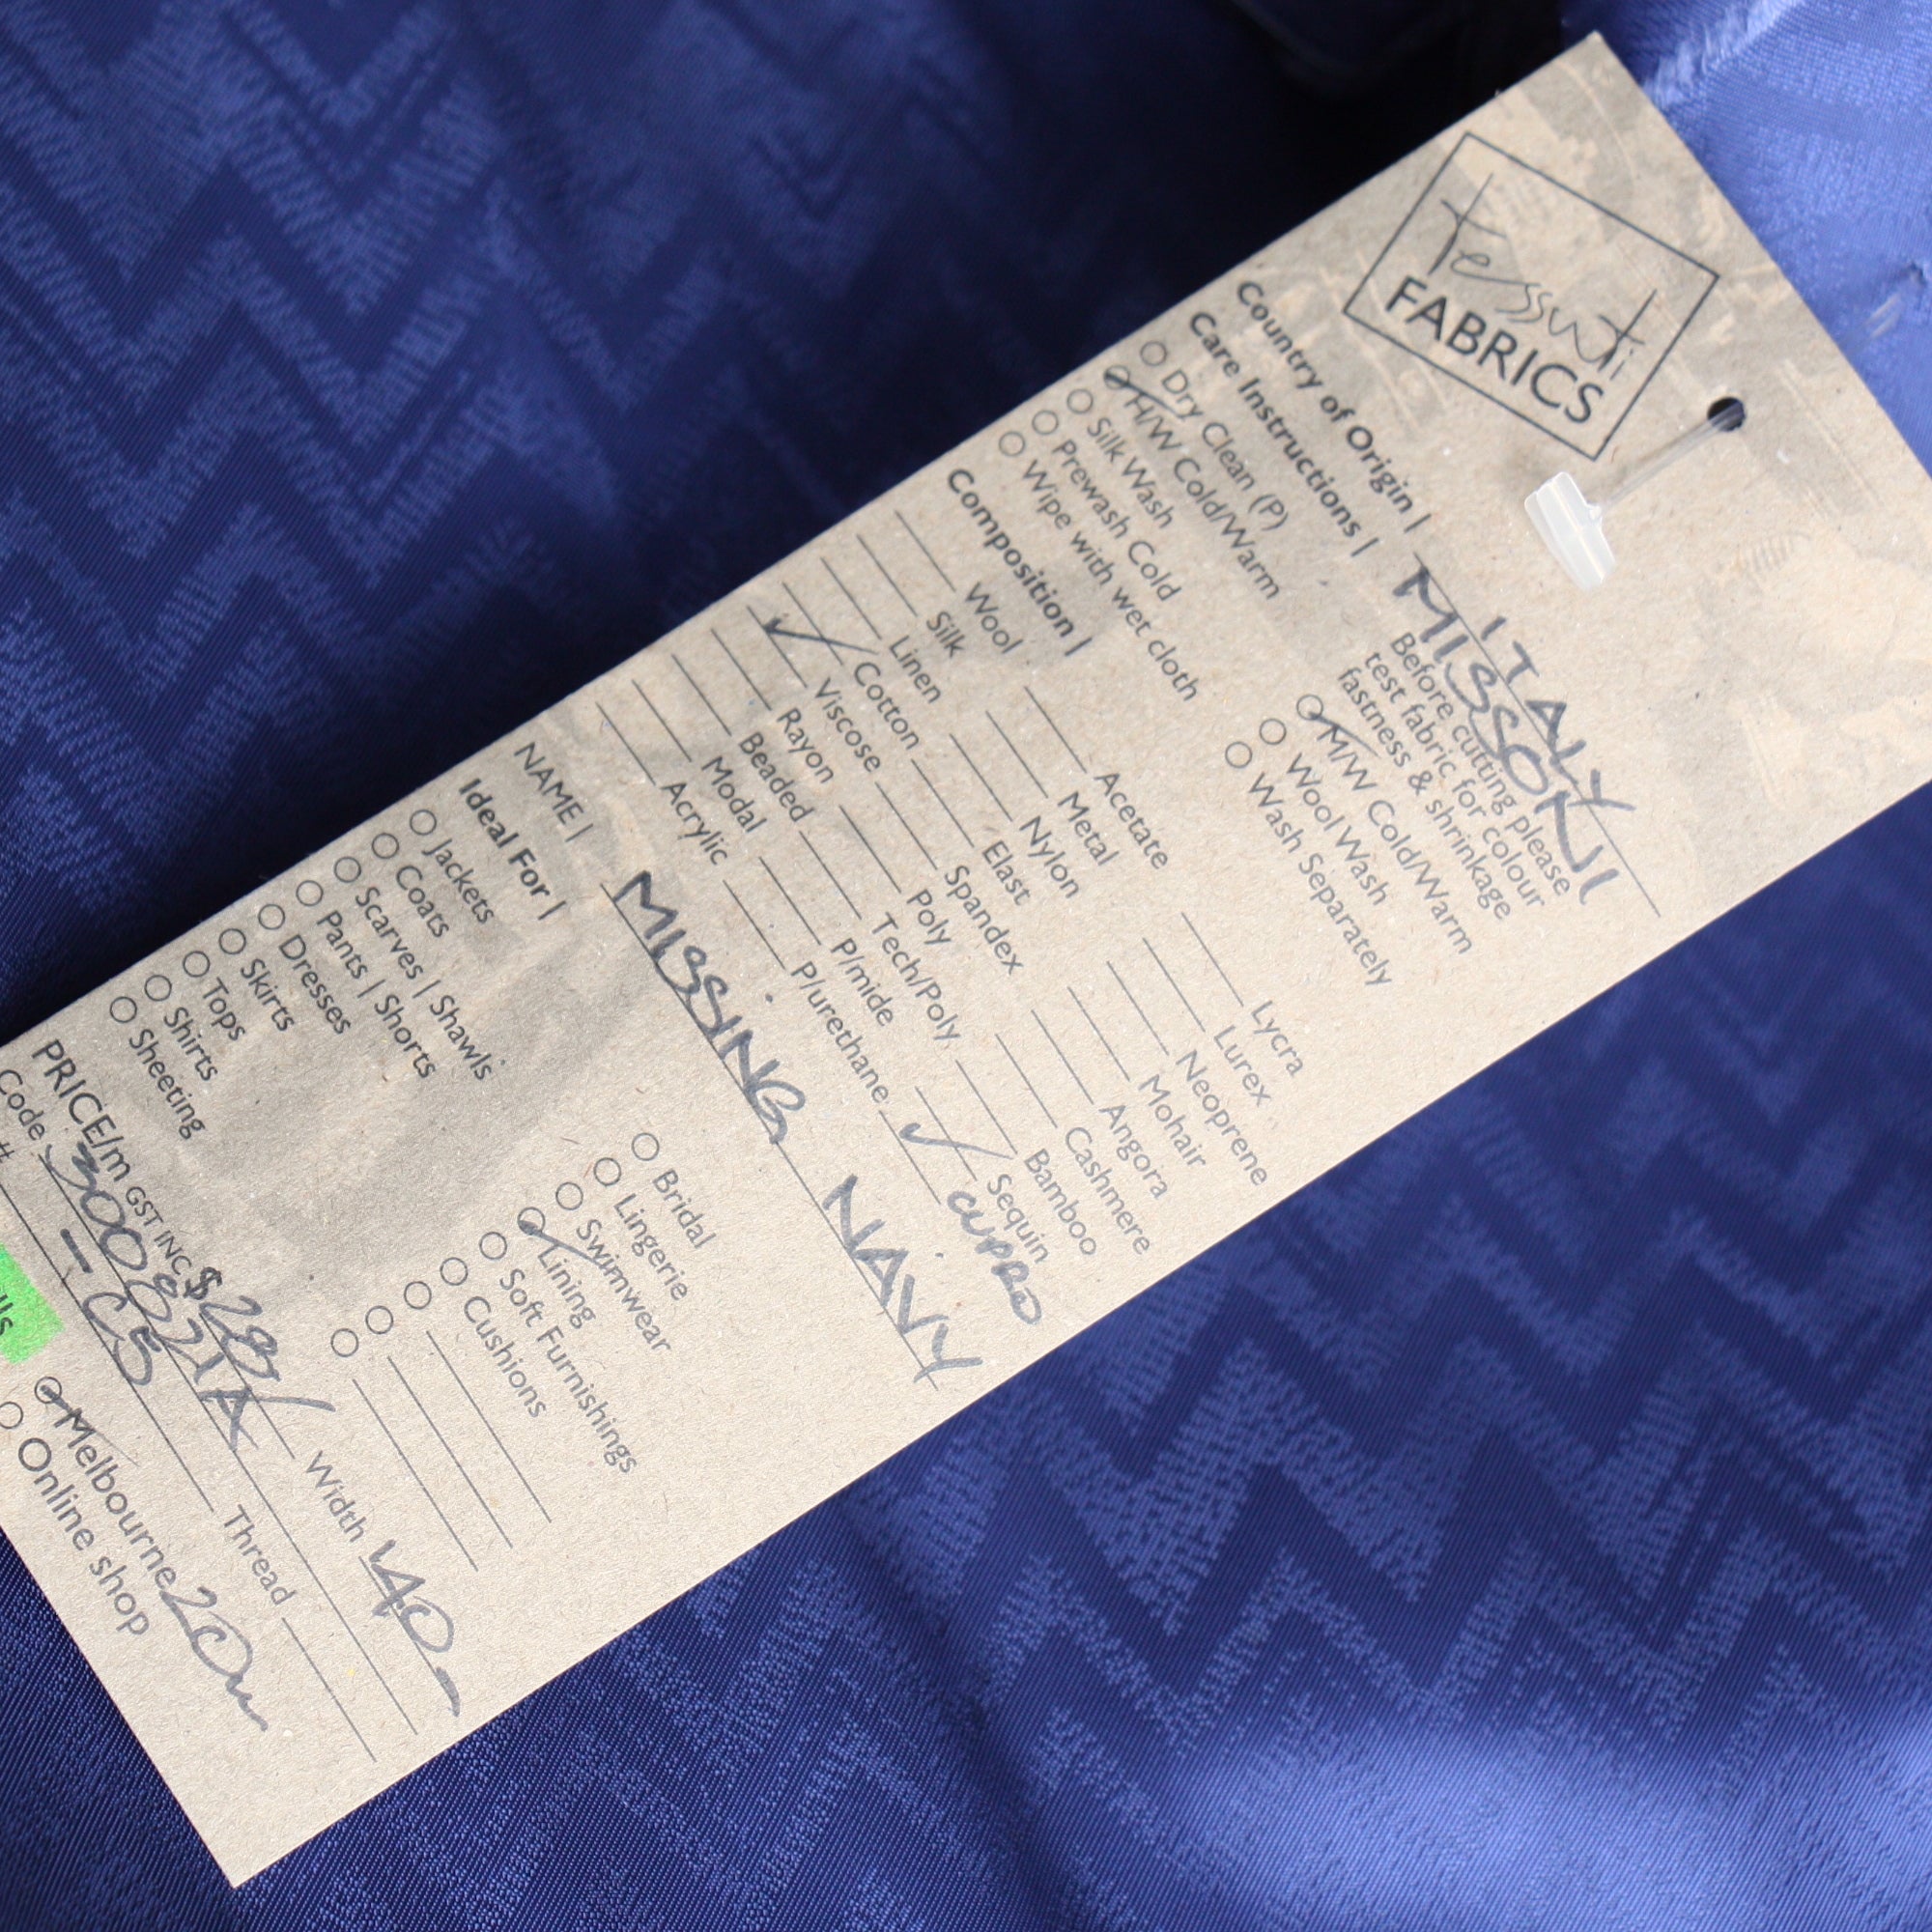 tessuti
FABRICS
Country of Origin | ITALY
MISSONI
Care Instructions | Before cutting please
test fabric for colour
fastness & shrinkage
Dry Clean (P)
H/W Cold/Warm
Silk Wash
Prewash Cold
Wipe with wet cloth
M/W Cold/Warm
Wool Wash
Wash Separately
Composition |
Wool
Silk
Linen
Cotton
Viscose
Rayon
Beaded
Modal
Acrylic
Acetate
Metal
Nylon
Elast
Spandex
Poly
Tech/Poly
P/mide
P/urethane
Lycra
Lurex
Neoprene
Mohair
Angora
Cashmere
Bamboo
Sequin
CUPRO
NAME | MISSING NAVY
Ideal For |
Jackets
Coats
Scarves | Shawls
Pants | Shorts
Dresses
Skirts
Tops
Shirts
Sheeting
Bridal
Lingerie
Swimwear
Lining
Soft Furnishings
Cushions
PRICE/m GST INC $28/ Width 140
Code 300821A
Thread
- C5
Melbourne 20m
Online shop